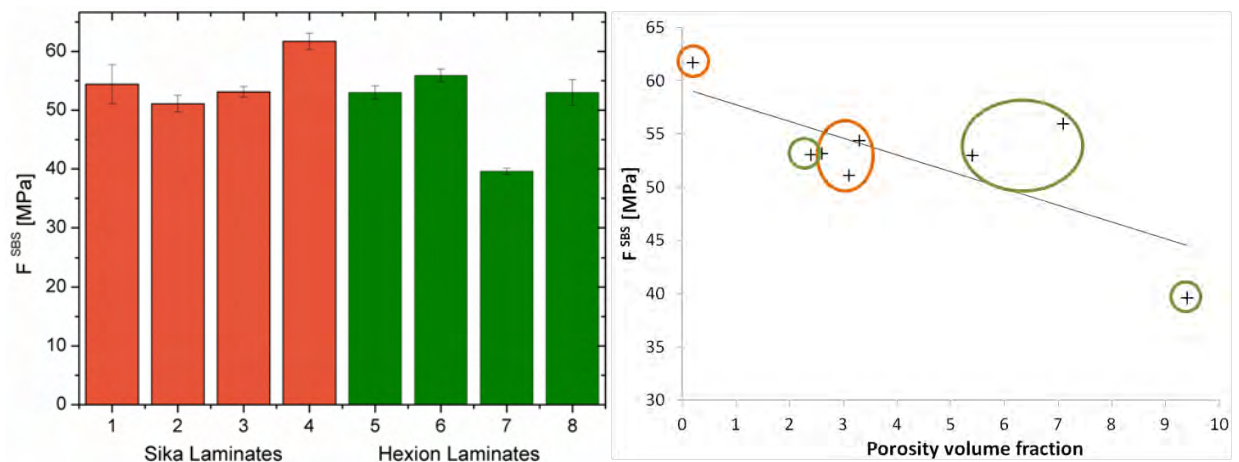 60
50
40
30
20
10
0
F SBS [MPa]
1 2 3 4 5 6 7 8
Sika Laminates Hexion Laminates
65
60
55
50
45
40
35
30
F SBS [MPa]
0 1 2 3 4 5 6 7 8 9 10
Porosity volume fraction